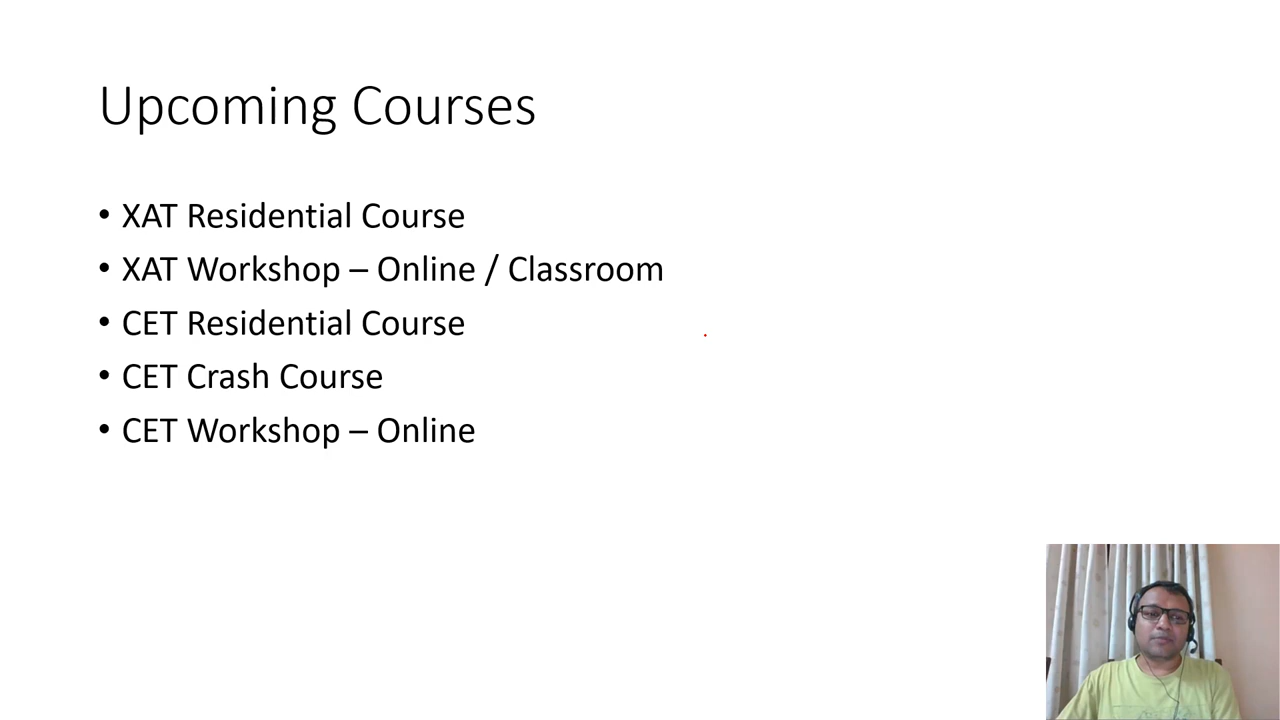 Upcoming Courses
• XAT Residential Course
• XAT Workshop – Online / Classroom
• CET Residential Course
• CET Crash Course
• CET Workshop – Online